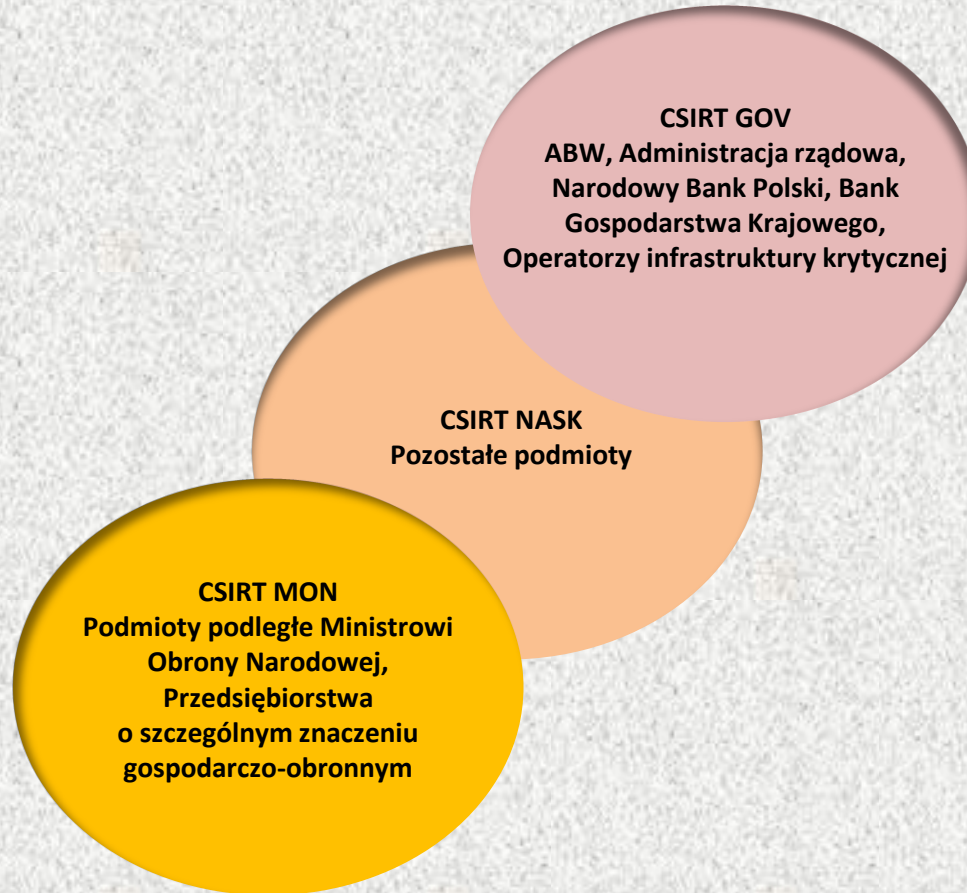 CSIRT GOV
ABW, Administracja rządowa,
Narodowy Bank Polski, Bank
Gospodarstwa Krajowego,
Operatorzy infrastruktury krytycznej
CSIRT NASK
Pozostałe podmioty
CSIRT MON
Podmioty podległe Ministrowi
Obrony Narodowej,
Przedsiębiorstwa
o szczególnym znaczeniu
gospodarczo-obronnym